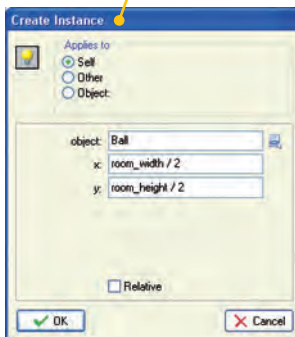 Create Instance
Applies to
Self
Other
Object:
object: Ball
x: room_width / 2
y: room_height / 2
Relative
OK Cancel